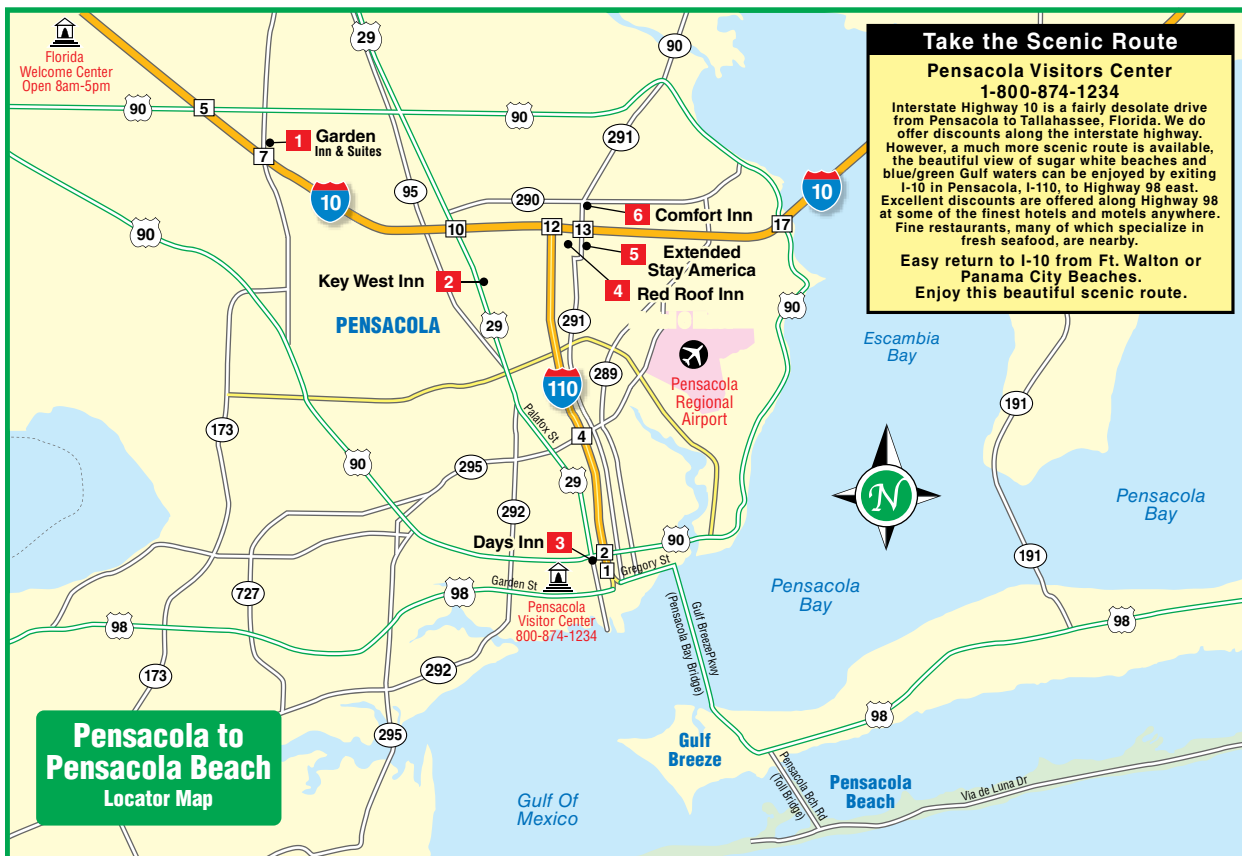 Florida
Welcome Center
Open 8am-5pm
29
90
Take the Scenic Route
Pensacola Visitors Center
1-800-874-1234
Interstate Highway 10 is a fairly desolate drive
from Pensacola to Tallahassee, Florida. We do
offer discounts along the interstate highway.
However, a much more scenic route is available,
the beautiful view of sugar white beaches and
blue/green Gulf waters can be enjoyed by exiting
I-10 in Pensacola, I-110, to Highway 98 east.
Excellent discounts are offered along Highway 98
at some of the finest hotels and motels anywhere.
Fine restaurants, many of which specialize in
fresh seafood, are nearby.
Easy return to I-10 from Ft. Walton or
Panama City Beaches.
Enjoy this beautiful scenic route.
90
5
90
90
291
1
Garden
Inn & Suites
7
95
290
10
10
6
Comfort Inn
90
10
12
13
17
5
Extended
Stay America
Key West Inn
2
4
Red Roof Inn
90
PENSACOLA
29
291
Escambia
Bay
110
289
Pensacola
Regional
Airport
191
173
Palafox St
4
90
295
29
292
Pensacola
Bay
N
Days Inn
3
2
90
191
1
Gregory St
Garden St
727
98
98
Pensacola
Visitor Center
800-874-1234
Pensacola
Bay
98
Gulf BreezePkwy
(Pensacola Bay Bridge)
173
292
98
295
Pensacola to
Pensacola Beach
Locator Map
Gulf
Breeze
Pensacola Bch Rd
(Toll Bridge)
Pensacola
Beach
Via de Luna Dr
Gulf Of
Mexico